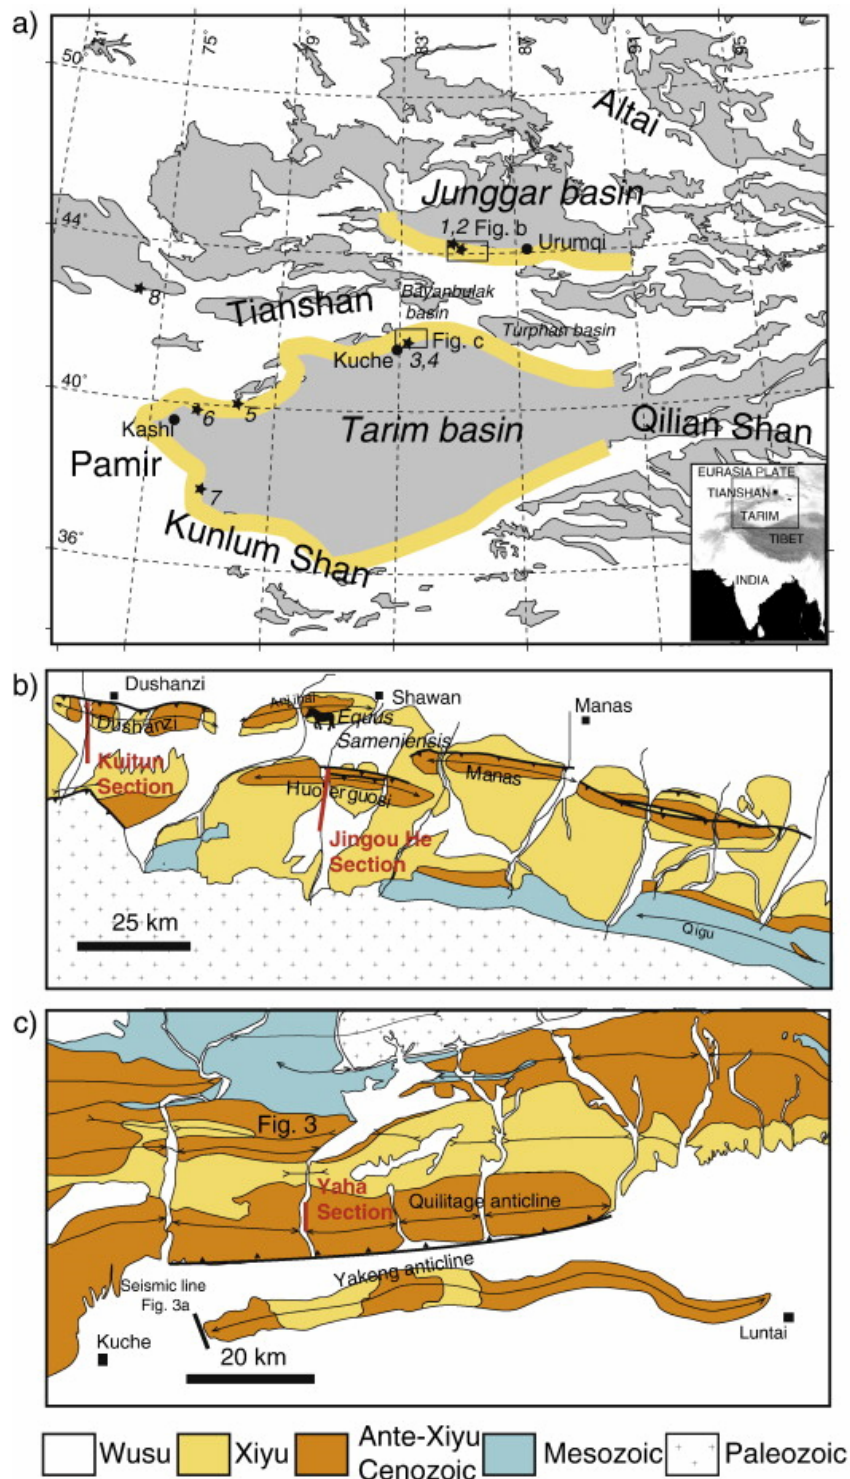 a)
71°
75°
79°
83°
87°
91°
95°
50°
Altai
Junggar basin
44°
1,2 Fig. b
Urumqi
8
Tianshan
Bayanbulak
basin
Turphan basin
Fig. c
Kuche
3,4
40°
6
5
Kashi
Tarim basin
Qilian Shan
Pamir
7
Kunlum Shan
36°
EURASIA PLATE
TIANSHAN
TARIM
TIBET
INDIA
b)
Dushanzi
Shawan
Manas
Dushanzi
Anjihai
Equus
Sameniensis
Kuitun
Section
Huoerguosi
Manas
Jingou He
Section
25 km
Qigu
c)
Fig. 3
Yaha
Section
Quilitage anticline
Yakeng anticline
Seismic line
Fig. 3a
Kuche
20 km
Luntai
Wusu
Xiyu
Ante-Xiyu
Cenozoic
Mesozoic
Paleozoic